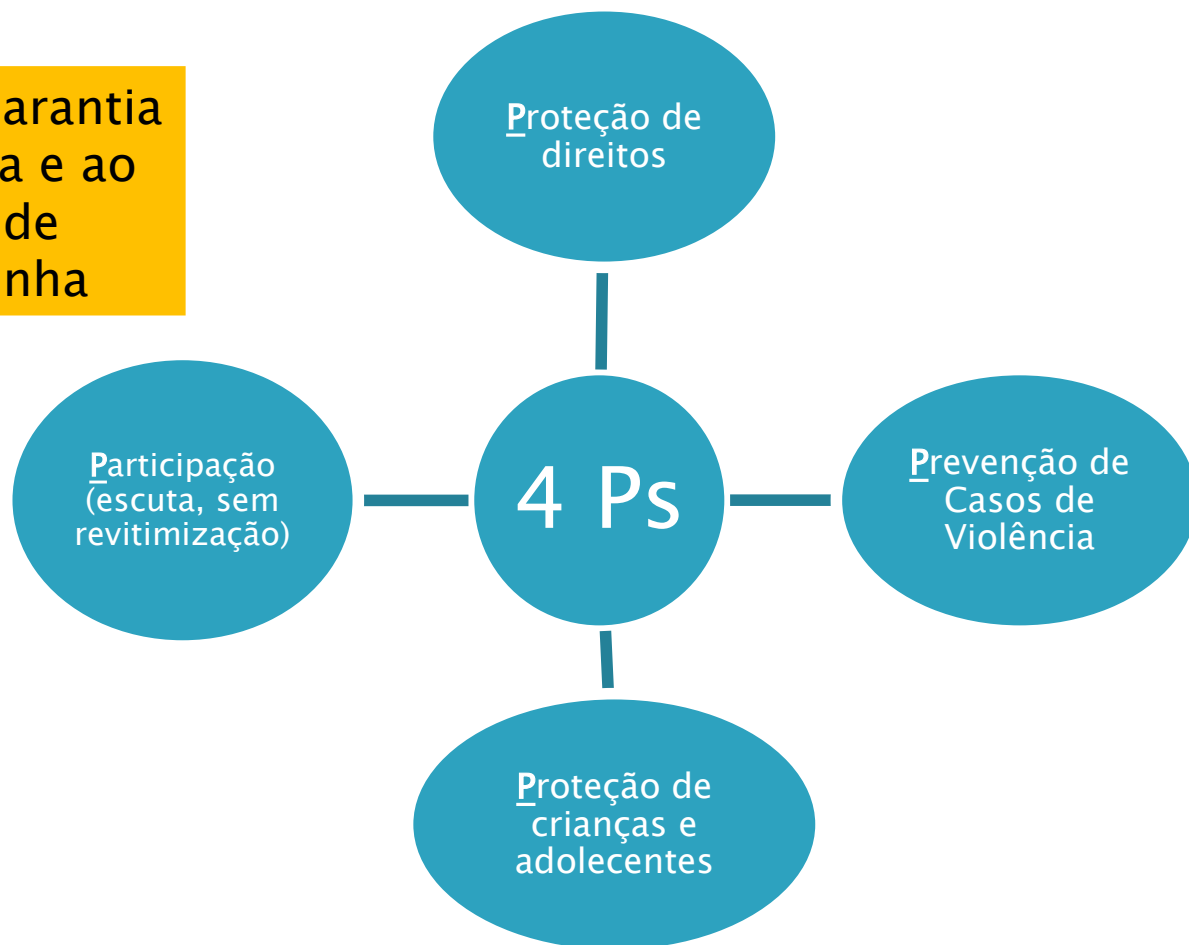 arantia
a e ao
de
nha
Proteção de
direitos
Participação
(escuta, sem
revitimização)
4 Ps
Prevenção de
Casos de
Violência
Proteção de
crianças e
adolecentes